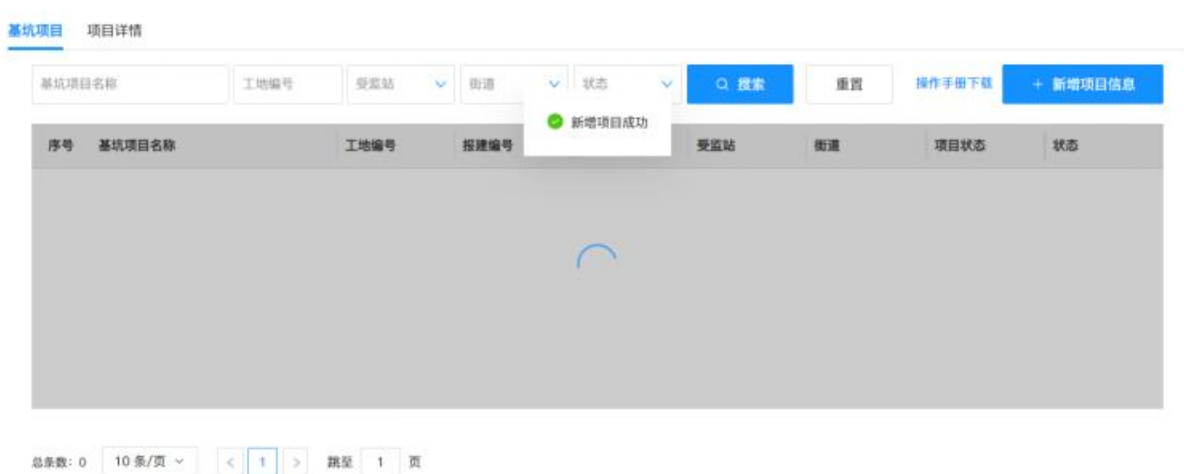 基坑项目 项目详情
基坑项目名称 工地编号 受监站 街道 状态 搜索 重置 操作手册下载 + 新增项目信息
新增项目成功
序号 基坑项目名称 工地编号 报建编号 受监站 街道 项目状态 状态
总条数: 0 10 条/页 < 1 > 跳至 1 页